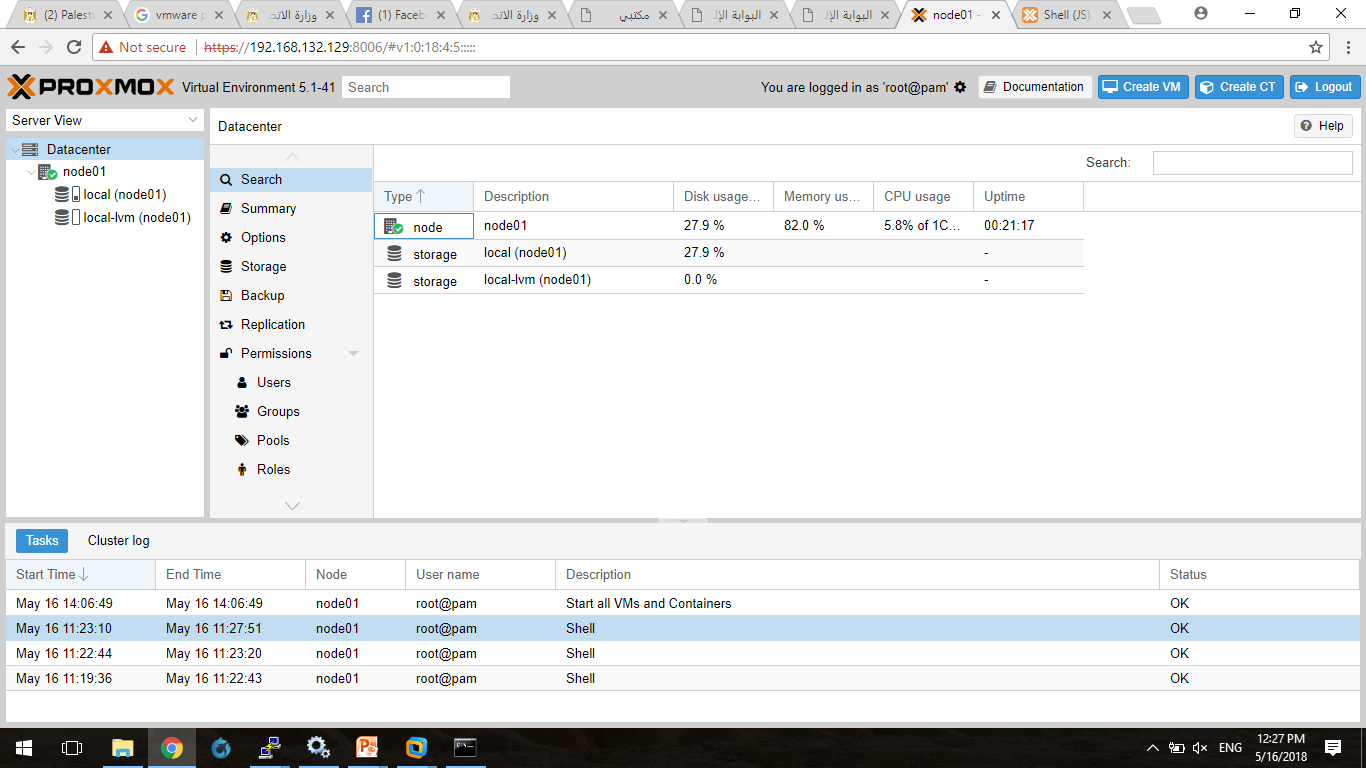 (2) Palest
vmware p
وزارة الاتص
(1) Facebo
وزارة الاتص
مكتبي
البوابة الإل
البوابة الإل
node01 -
Shell (JS)
Not secure https://192.168.132.129:8006/#v1:0:18:4:5:::::
PROXMOX Virtual Environment 5.1-41 Search You are logged in as 'root@pam' Documentation Create VM Create CT Logout
Server View
Datacenter
node01
local (node01)
local-lvm (node01)
Datacenter Help
Search
Summary
Options
Storage
Backup
Replication
Permissions
Users
Groups
Pools
Roles
Search:
Type Description Disk usage... Memory us... CPU usage Uptime
node node01 27.9 % 82.0 % 5.8% of 1C... 00:21:17
storage local (node01) 27.9 % -
storage local-lvm (node01) 0.0 % -
Tasks Cluster log
Start Time End Time Node User name Description Status
May 16 14:06:49 May 16 14:06:49 node01 root@pam Start all VMs and Containers OK
May 16 11:23:10 May 16 11:27:51 node01 root@pam Shell OK
May 16 11:22:44 May 16 11:23:20 node01 root@pam Shell OK
May 16 11:19:36 May 16 11:22:43 node01 root@pam Shell OK
ENG
12:27 PM
5/16/2018